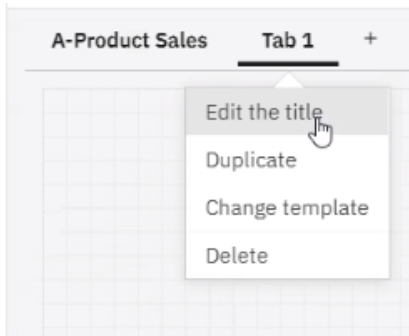 A-Product Sales Tab 1 +
Edit the title
Duplicate
Change template
Delete